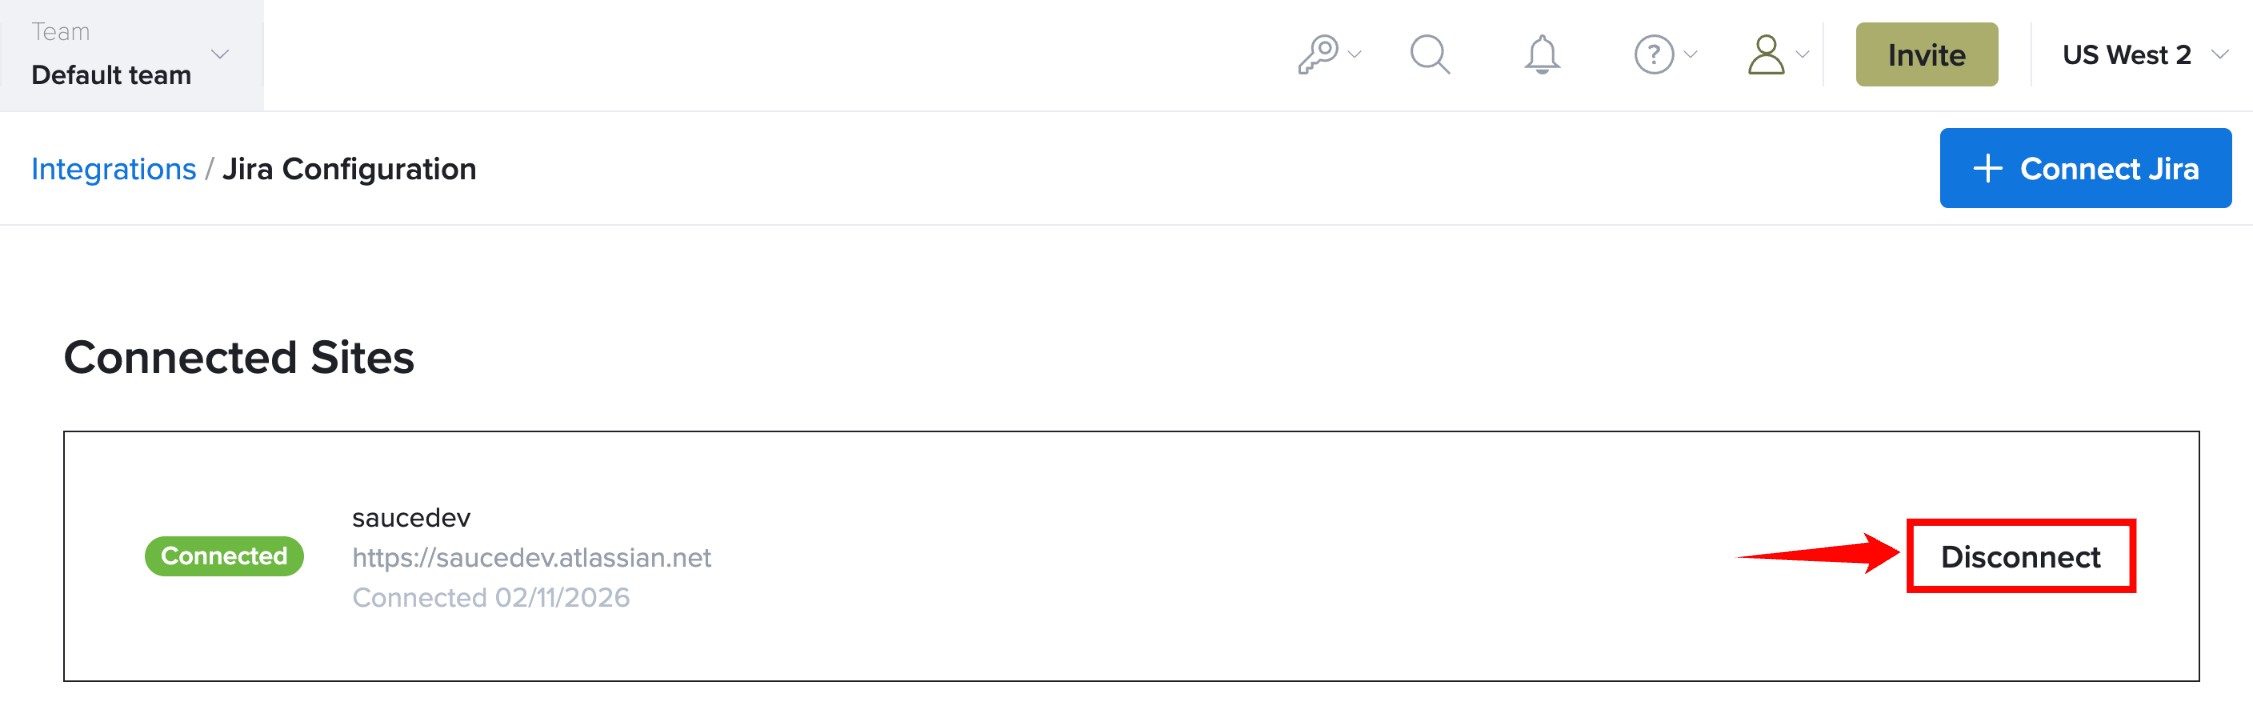 Team
Default team
?
Invite
US West 2
Integrations / Jira Configuration
+ Connect Jira
Connected Sites
Connected
saucedev
https://saucedev.atlassian.net
Connected 02/11/2026
Disconnect